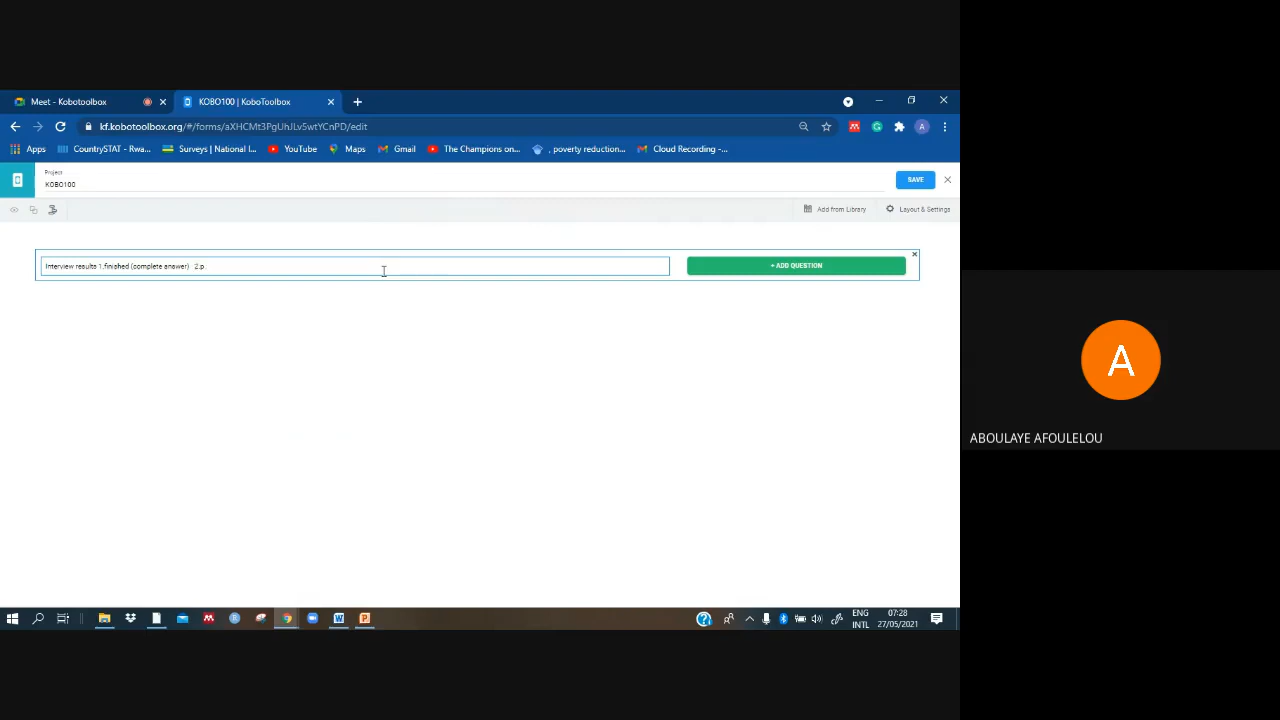 Meet - Kobotoolbox
KOBO100 | KoboToolbox
kf.kobotoolbox.org/#/forms/aXHCMt3PgUhJLv5wtYCnPD/edit
A
Apps
CountrySTAT - Rwa...
Surveys | National I...
YouTube
Maps
Gmail
The Champions on...
, poverty reduction...
Cloud Recording -...
Project
KOBO100
SAVE
Add from Library
Layout & Settings
Interview results 1.finished (complete answer) 2.p
+ ADD QUESTION
A
ABOULAYE AFOULELOU
ENG
INTL
07:28
27/05/2021